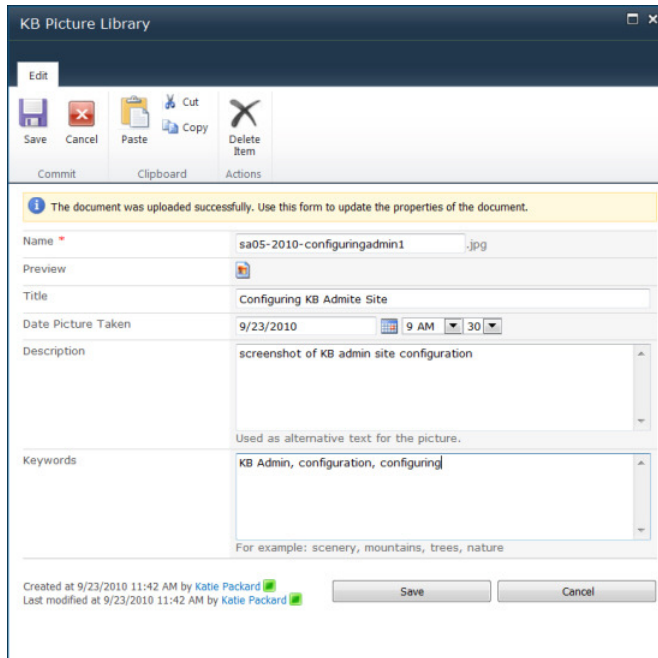 KB Picture Library
Edit
Save
Cancel
Paste
Cut
Copy
Delete
Item
Commit
Clipboard
Actions
The document was uploaded successfully. Use this form to update the properties of the document.
Name *
sa05-2010-configuringadmin1 .jpg
Preview
Title
Configuring KB Admite Site
Date Picture Taken
9/23/2010 9 AM 30
Description
screenshot of KB admin site configuration
Used as alternative text for the picture.
Keywords
KB Admin, configuration, configuring
For example: scenery, mountains, trees, nature
Created at 9/23/2010 11:42 AM by Katie Packard
Last modified at 9/23/2010 11:42 AM by Katie Packard
Save
Cancel